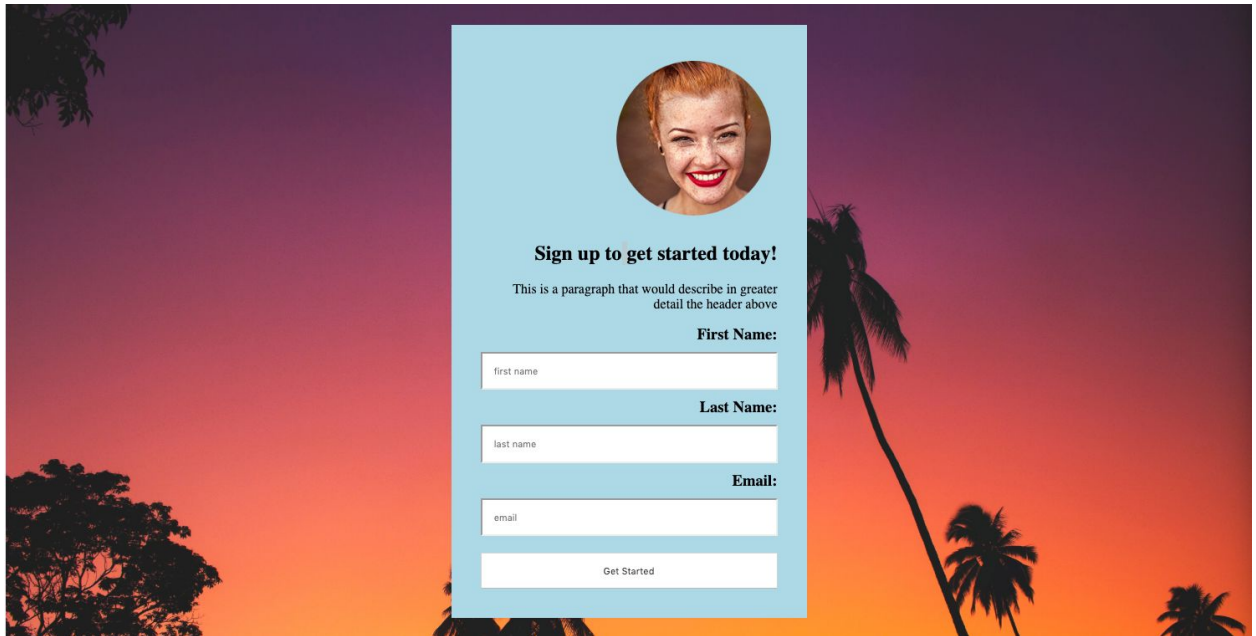 Sign up to get started today!
This is a paragraph that would describe in greater
detail the header above
First Name:
first name
Last Name:
last name
Email:
email
Get Started